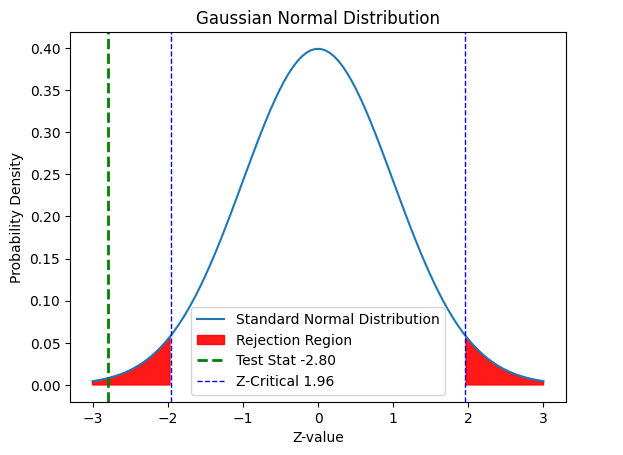 Gaussian Normal Distribution
Probability Density
0.40
0.35
0.30
0.25
0.20
0.15
0.10
0.05
0.00
Standard Normal Distribution
Rejection Region
Test Stat -2.80
Z-Critical 1.96
−3 −2 −1 0 1 2 3
Z-value